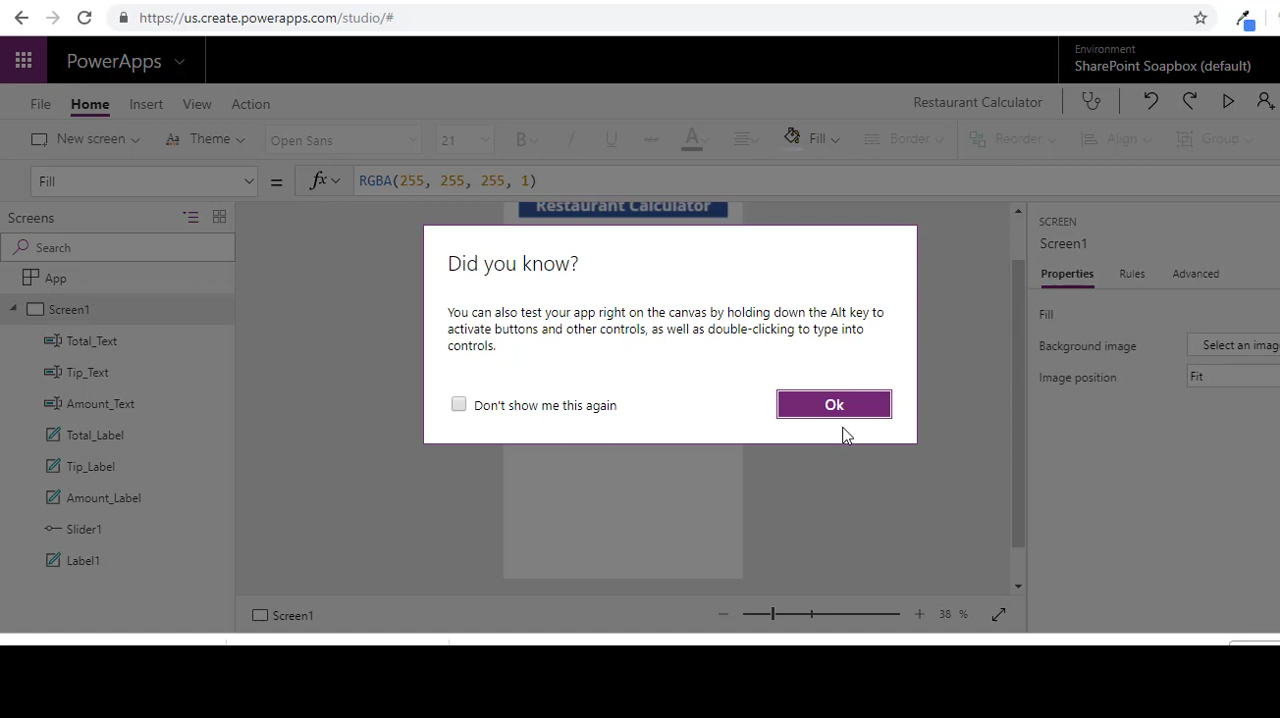 https://us.create.powerapps.com/studio/#
PowerApps
Environment
SharePoint Soapbox (default)
File Home Insert View Action
Restaurant Calculator
New screen Theme Open Sans 21 B / U A Fill Border Reorder Align Group
Fill = fx RGBA(255, 255, 255, 1)
Screens
Search
App
Screen1
Total_Text
Tip_Text
Amount_Text
Total_Label
Tip_Label
Amount_Label
Slider1
Label1
Restaurant Calculator
Did you know?
You can also test your app right on the canvas by holding down the Alt key to
activate buttons and other controls, as well as double-clicking to type into
controls.
Don't show me this again
Ok
Screen1
38 %
SCREEN
Screen1
Properties Rules Advanced
Fill
Background image Select an imag
Image position Fit